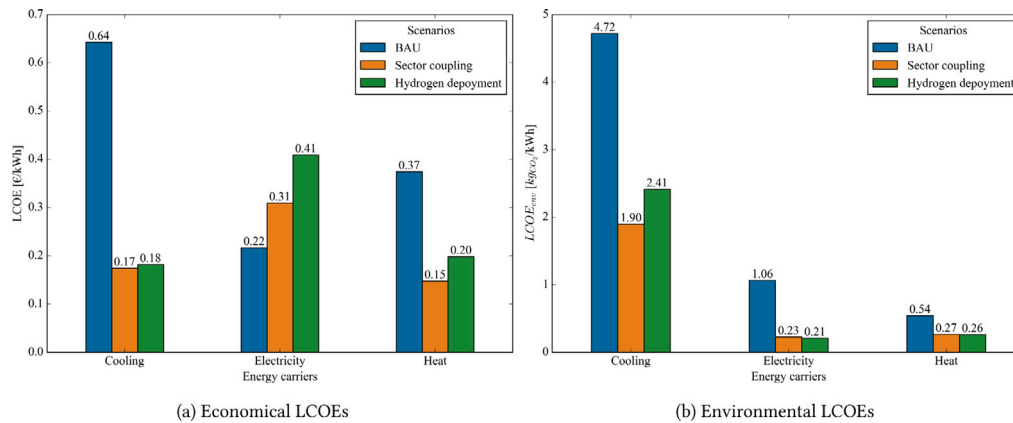 0.7
0.6
0.5
0.4
0.3
0.2
0.1
0.0
LCOE [€/kWh]
0.64
0.17
0.18
0.22
0.31
0.41
0.37
0.15
0.20
Scenarios
BAU
Sector coupling
Hydrogen depoyment
Cooling
Electricity
Heat
Energy carriers
(a) Economical LCOEs
5
4
3
2
1
0
LCOE_env [kg_CO₂/kWh]
4.72
1.90
2.41
1.06
0.23
0.21
0.54
0.27
0.26
Scenarios
BAU
Sector coupling
Hydrogen depoyment
Cooling
Electricity
Heat
Energy carriers
(b) Environmental LCOEs